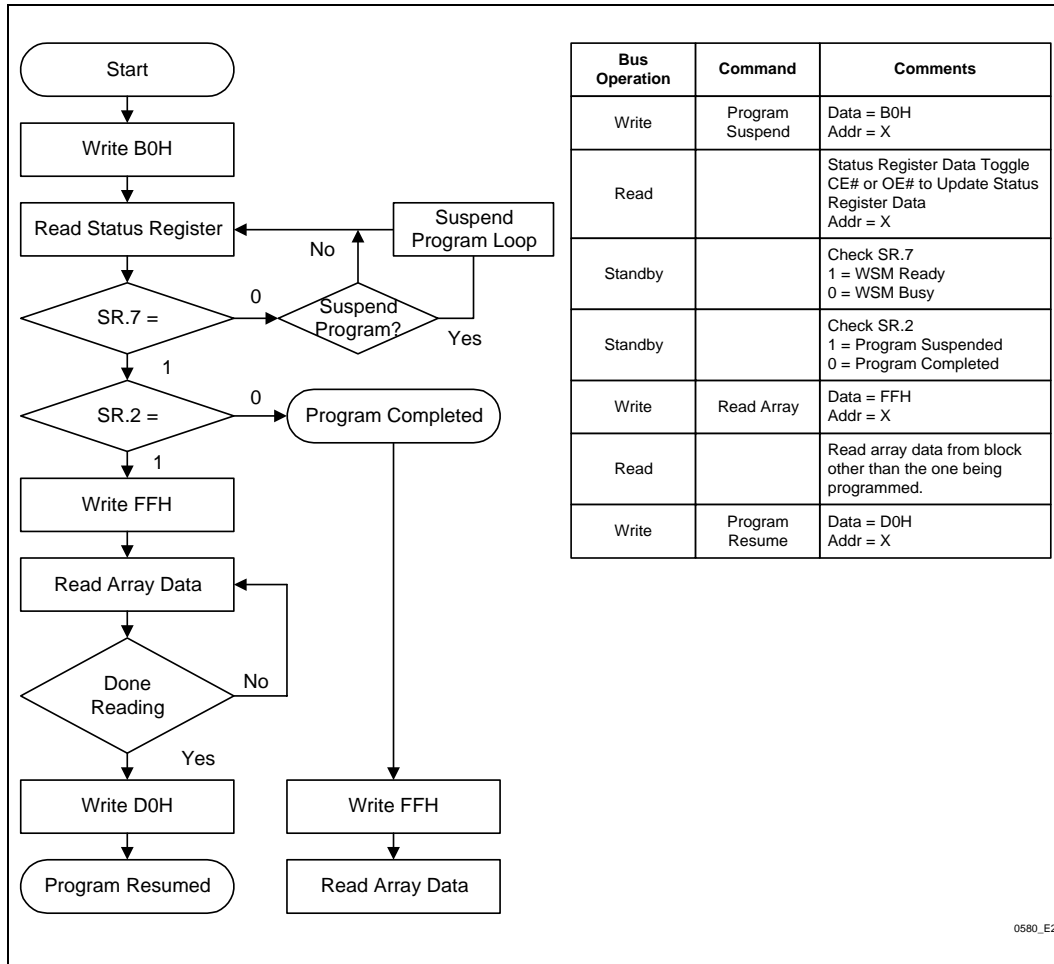 Start
Write B0H
Read Status Register
No
Suspend
Program Loop
SR.7 =
0
Suspend
Program?
Yes
1
SR.2 =
0
Program Completed
1
Write FFH
Read Array Data
Done
Reading
No
Yes
Write D0H
Write FFH
Program Resumed
Read Array Data
Bus
Operation
Command
Comments
Write
Program
Suspend
Data = B0H
Addr = X
Read
Status Register Data Toggle
CE# or OE# to Update Status
Register Data
Addr = X
Standby
Check SR.7
1 = WSM Ready
0 = WSM Busy
Standby
Check SR.2
1 = Program Suspended
0 = Program Completed
Write
Read Array
Data = FFH
Addr = X
Read
Read array data from block
other than the one being
programmed.
Write
Program
Resume
Data = D0H
Addr = X
0580_E2